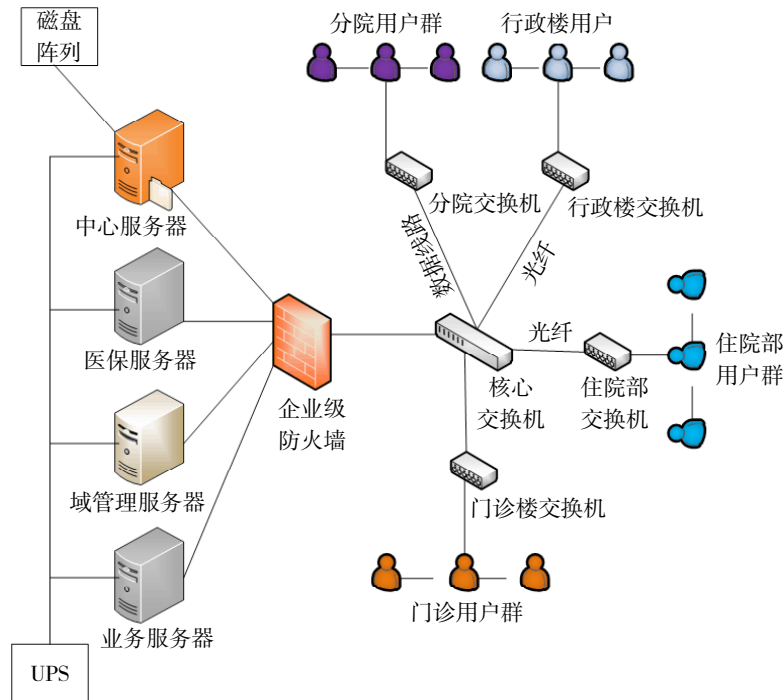 磁盘
阵列
分院用户群
行政楼用户
中心服务器
分院交换机
行政楼交换机
数据线路
光纤
医保服务器
光纤
企业级
防火墙
核心
交换机
住院部
交换机
住院部
用户群
域管理服务器
门诊楼交换机
业务服务器
门诊用户群
UPS